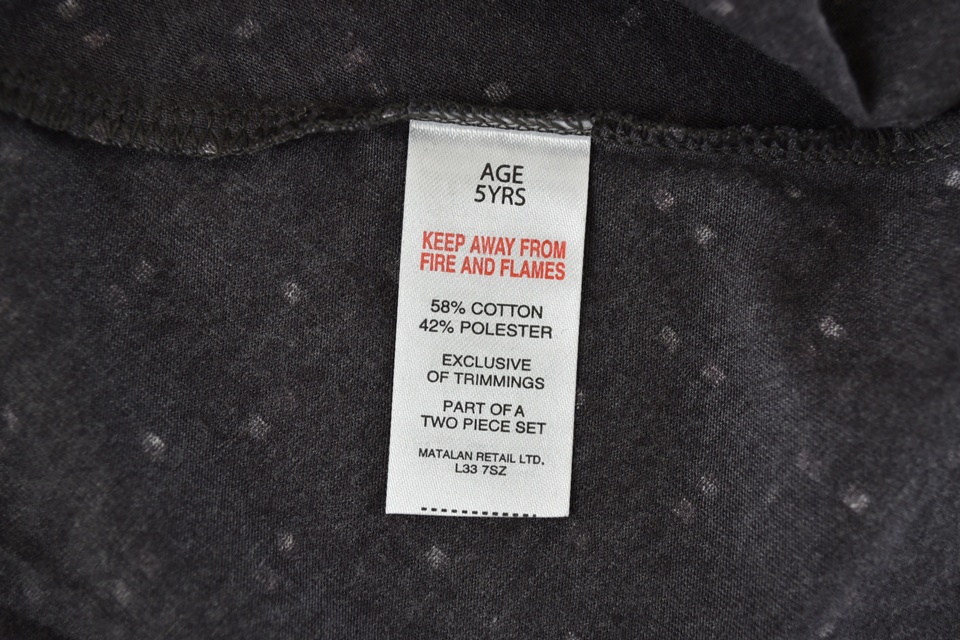 AGE
5YRS
KEEP AWAY FROM
FIRE AND FLAMES
58% COTTON
42% POLESTER
EXCLUSIVE
OF TRIMMINGS
PART OF A
TWO PIECE SET
MATALAN RETAIL LTD.
L33 7SZ